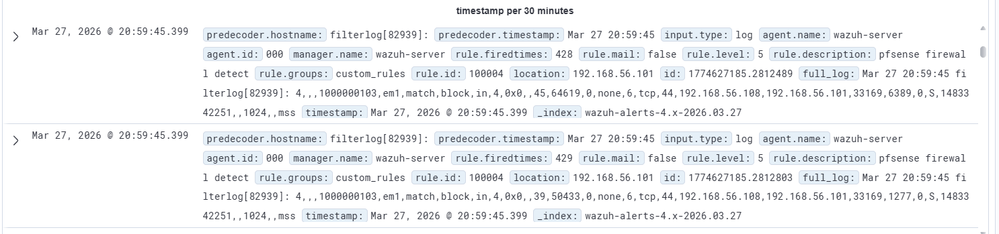 timestamp per 30 minutes
Mar 27, 2026 @ 20:59:45.399 predecoder.hostname: filterlog[82939]: predecoder.timestamp: Mar 27 20:59:45 input.type: log agent.name: wazuh-server
agent.id: 000 manager.name: wazuh-server rule.firedtimes: 428 rule.mail: false rule.level: 5 rule.description: pfsense firewal
l detect rule.groups: custom_rules rule.id: 100004 location: 192.168.56.101 id: 1774627185.2812489 full_log: Mar 27 20:59:45 fi
lterlog[82939]: 4,,,1000000103,em1,match,block,in,4,0x0,,45,64619,0,none,6,tcp,44,192.168.56.108,192.168.56.101,33169,6389,0,S,14833
42251,,1024,,mss timestamp: Mar 27, 2026 @ 20:59:45.399 _index: wazuh-alerts-4.x-2026.03.27
Mar 27, 2026 @ 20:59:45.399 predecoder.hostname: filterlog[82939]: predecoder.timestamp: Mar 27 20:59:45 input.type: log agent.name: wazuh-server
agent.id: 000 manager.name: wazuh-server rule.firedtimes: 429 rule.mail: false rule.level: 5 rule.description: pfsense firewal
l detect rule.groups: custom_rules rule.id: 100004 location: 192.168.56.101 id: 1774627185.2812803 full_log: Mar 27 20:59:45 fi
lterlog[82939]: 4,,,1000000103,em1,match,block,in,4,0x0,,39,50433,0,none,6,tcp,44,192.168.56.108,192.168.56.101,33169,1277,0,S,14833
42251,,1024,,mss timestamp: Mar 27, 2026 @ 20:59:45.399 _index: wazuh-alerts-4.x-2026.03.27